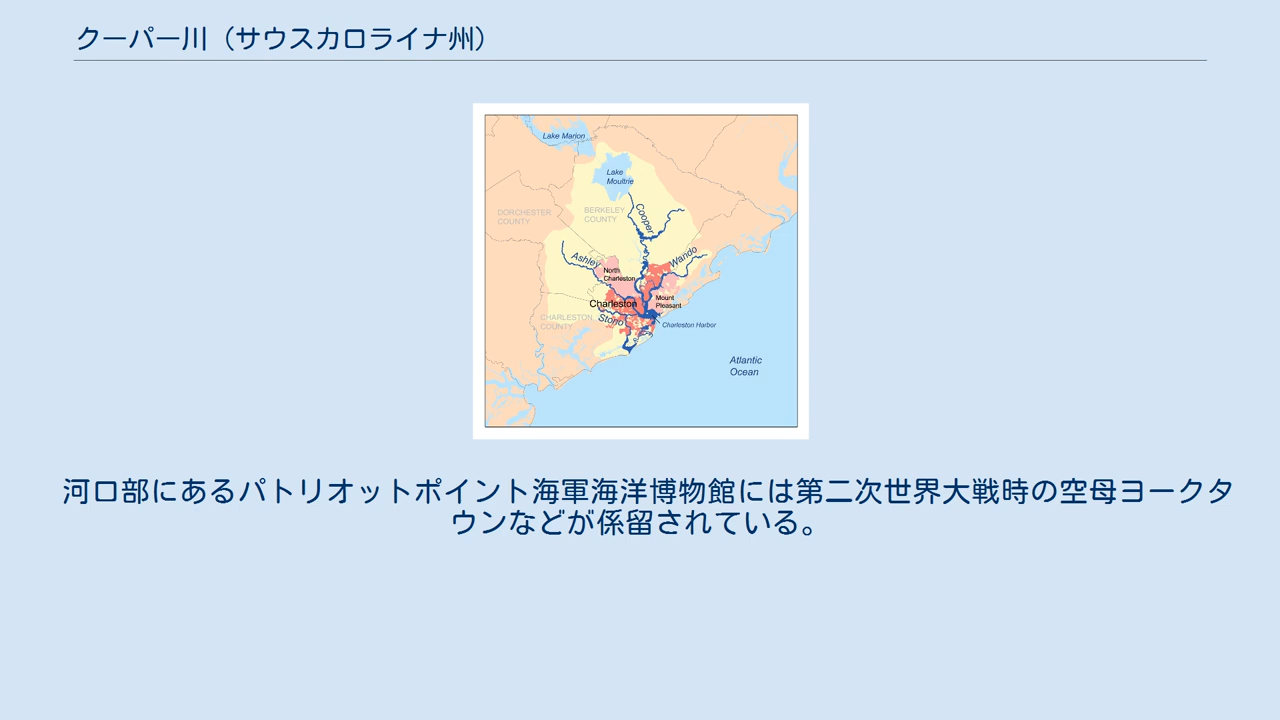 クーパー川（サウスカロライナ州）
Lake Marion
Lake
Moultrie
DORCHESTER
COUNTY
BERKELEY
COUNTY
Cooper
Ashley
Wando
North
Charleston
Charleston
Mount
Pleasant
Stono
CHARLESTON
COUNTY
Charleston Harbor
Atlantic
Ocean
河口部にあるパトリオットポイント海軍海洋博物館には第二次世界大戦時の空母ヨークタ
ウンなどが係留されている。